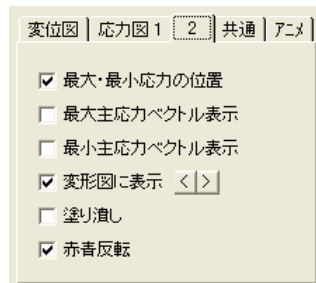 変位図 応力図1 2 共通 アニメ
最大・最小応力の位置
最大主応力ベクトル表示
最小主応力ベクトル表示
変形図に表示 < >
塗り潰し
赤青反転